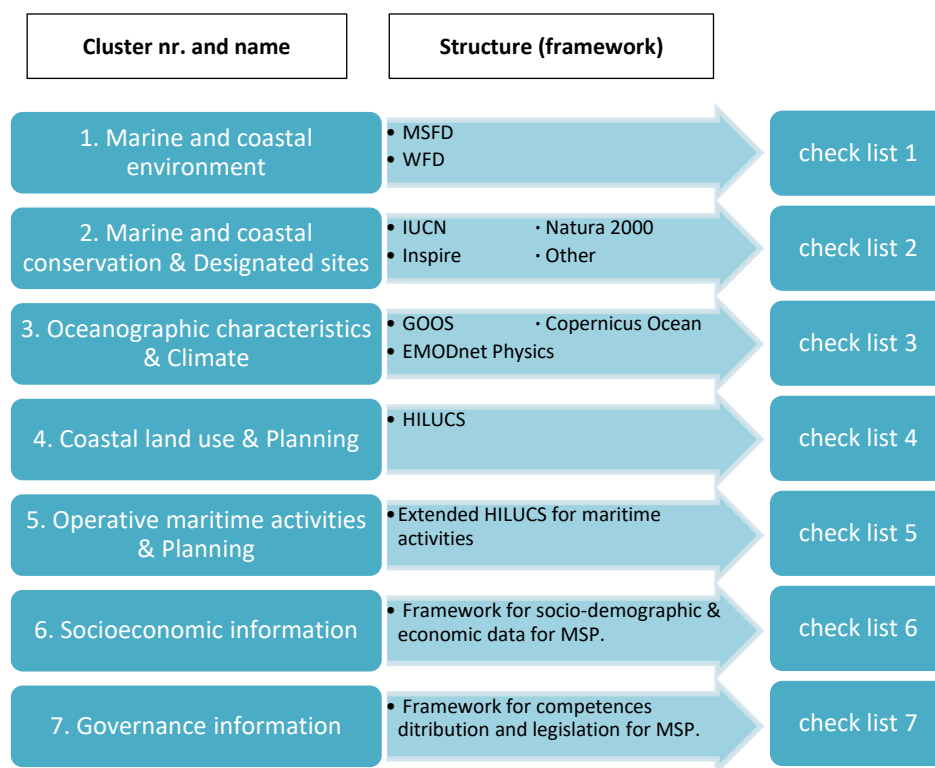 Cluster nr. and name
Structure (framework)
1. Marine and coastal
environment
• MSFD
• WFD
check list 1
2. Marine and coastal
conservation & Designated sites
• IUCN · Natura 2000
• Inspire · Other
check list 2
3. Oceanographic characteristics
& Climate
• GOOS · Copernicus Ocean
• EMODnet Physics
check list 3
4. Coastal land use & Planning
• HILUCS
check list 4
5. Operative maritime activities
& Planning
• Extended HILUCS for maritime
activities
check list 5
6. Socioeconomic information
• Framework for socio-demographic &
economic data for MSP.
check list 6
7. Governance information
• Framework for competences
ditribution and legislation for MSP.
check list 7